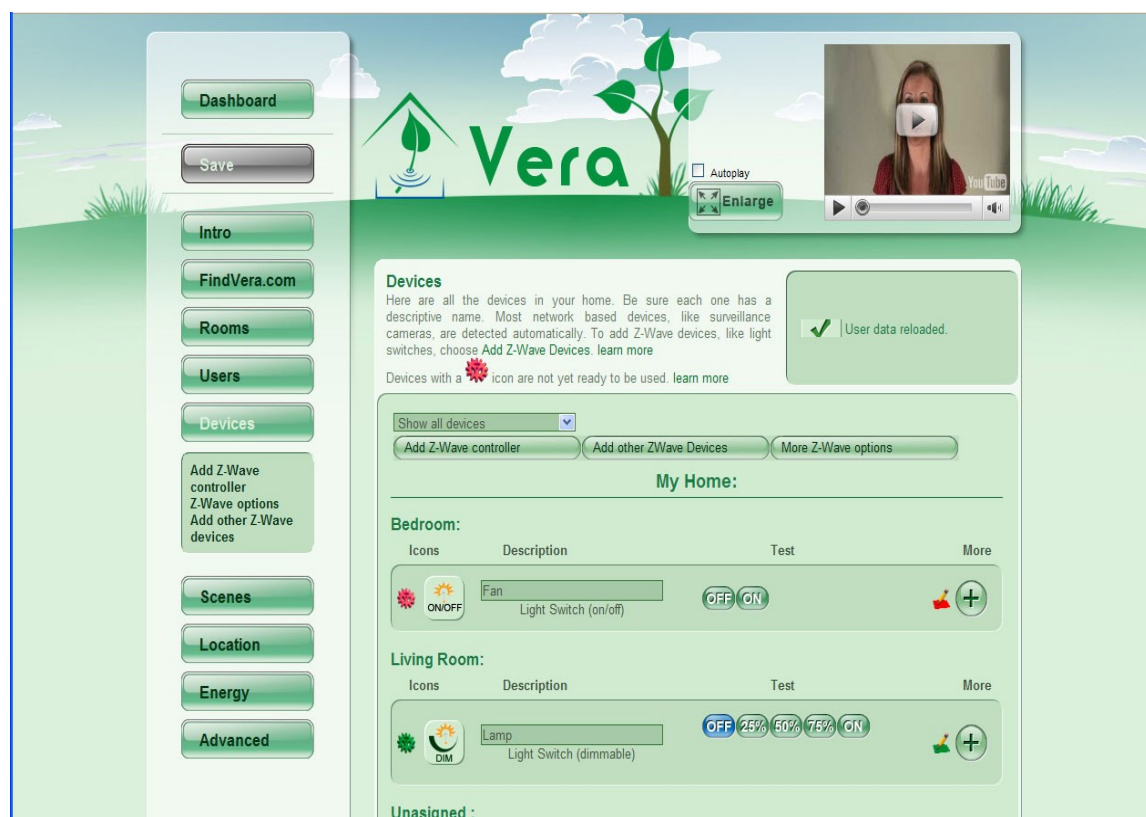 Dashboard
Save
Intro
FindVera.com
Rooms
Users
Devices
Add Z-Wave
controller
Z-Wave options
Add other Z-Wave
devices
Scenes
Location
Energy
Advanced
Vera
Autoplay
Enlarge
YouTube
Devices
Here are all the devices in your home. Be sure each one has a
descriptive name. Most network based devices, like surveillance
cameras, are detected automatically. To add Z-Wave devices, like light
switches, choose Add Z-Wave Devices. learn more
Devices with a icon are not yet ready to be used. learn more
User data reloaded.
Show all devices
Add Z-Wave controller Add other ZWave Devices More Z-Wave options
My Home:
Bedroom:
Icons Description Test More
ON/OFF Fan OFF ON
Light Switch (on/off)
Living Room:
Icons Description Test More
OFF 25% 50% 75% ON
DIM Lamp
Light Switch (dimmable)
Unasigned :